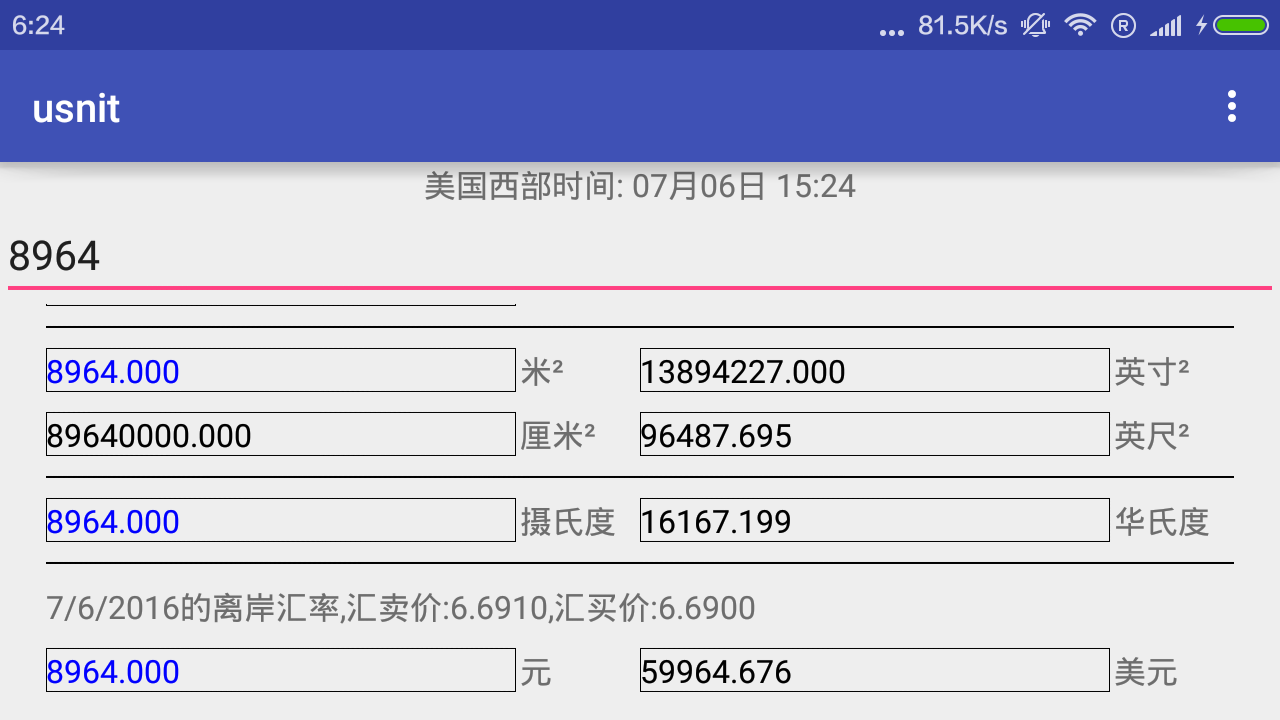 6:24 ... 81.5K/s R
usnit
美国西部时间: 07月06日 15:24
8964
8964.000 米² 13894227.000 英寸²
89640000.000 厘米² 96487.695 英尺²
8964.000 摄氏度 16167.199 华氏度
7/6/2016的离岸汇率,汇卖价:6.6910,汇买价:6.6900
8964.000 元 59964.676 美元